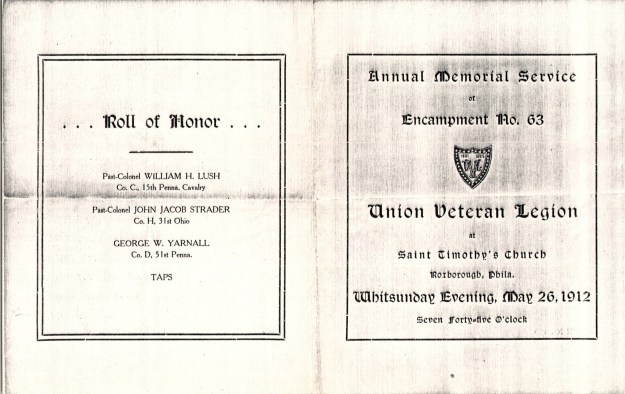 . . . Roll of Honor . . .
Past-Colonel WILLIAM H. LUSH
Co. C., 15th Penna. Cavalry
Past-Colonel JOHN JACOB STRADER
Co. H, 31st Ohio
GEORGE W. YARNALL
Co. D, 51st Penna.
TAPS
Annual Memorial Service
of
Encampment No. 63
Union Veteran Legion
at
Saint Timothy's Church
Roxborough, Phila.
Whitsunday Evening, May 26, 1912
Seven Forty-five O'clock